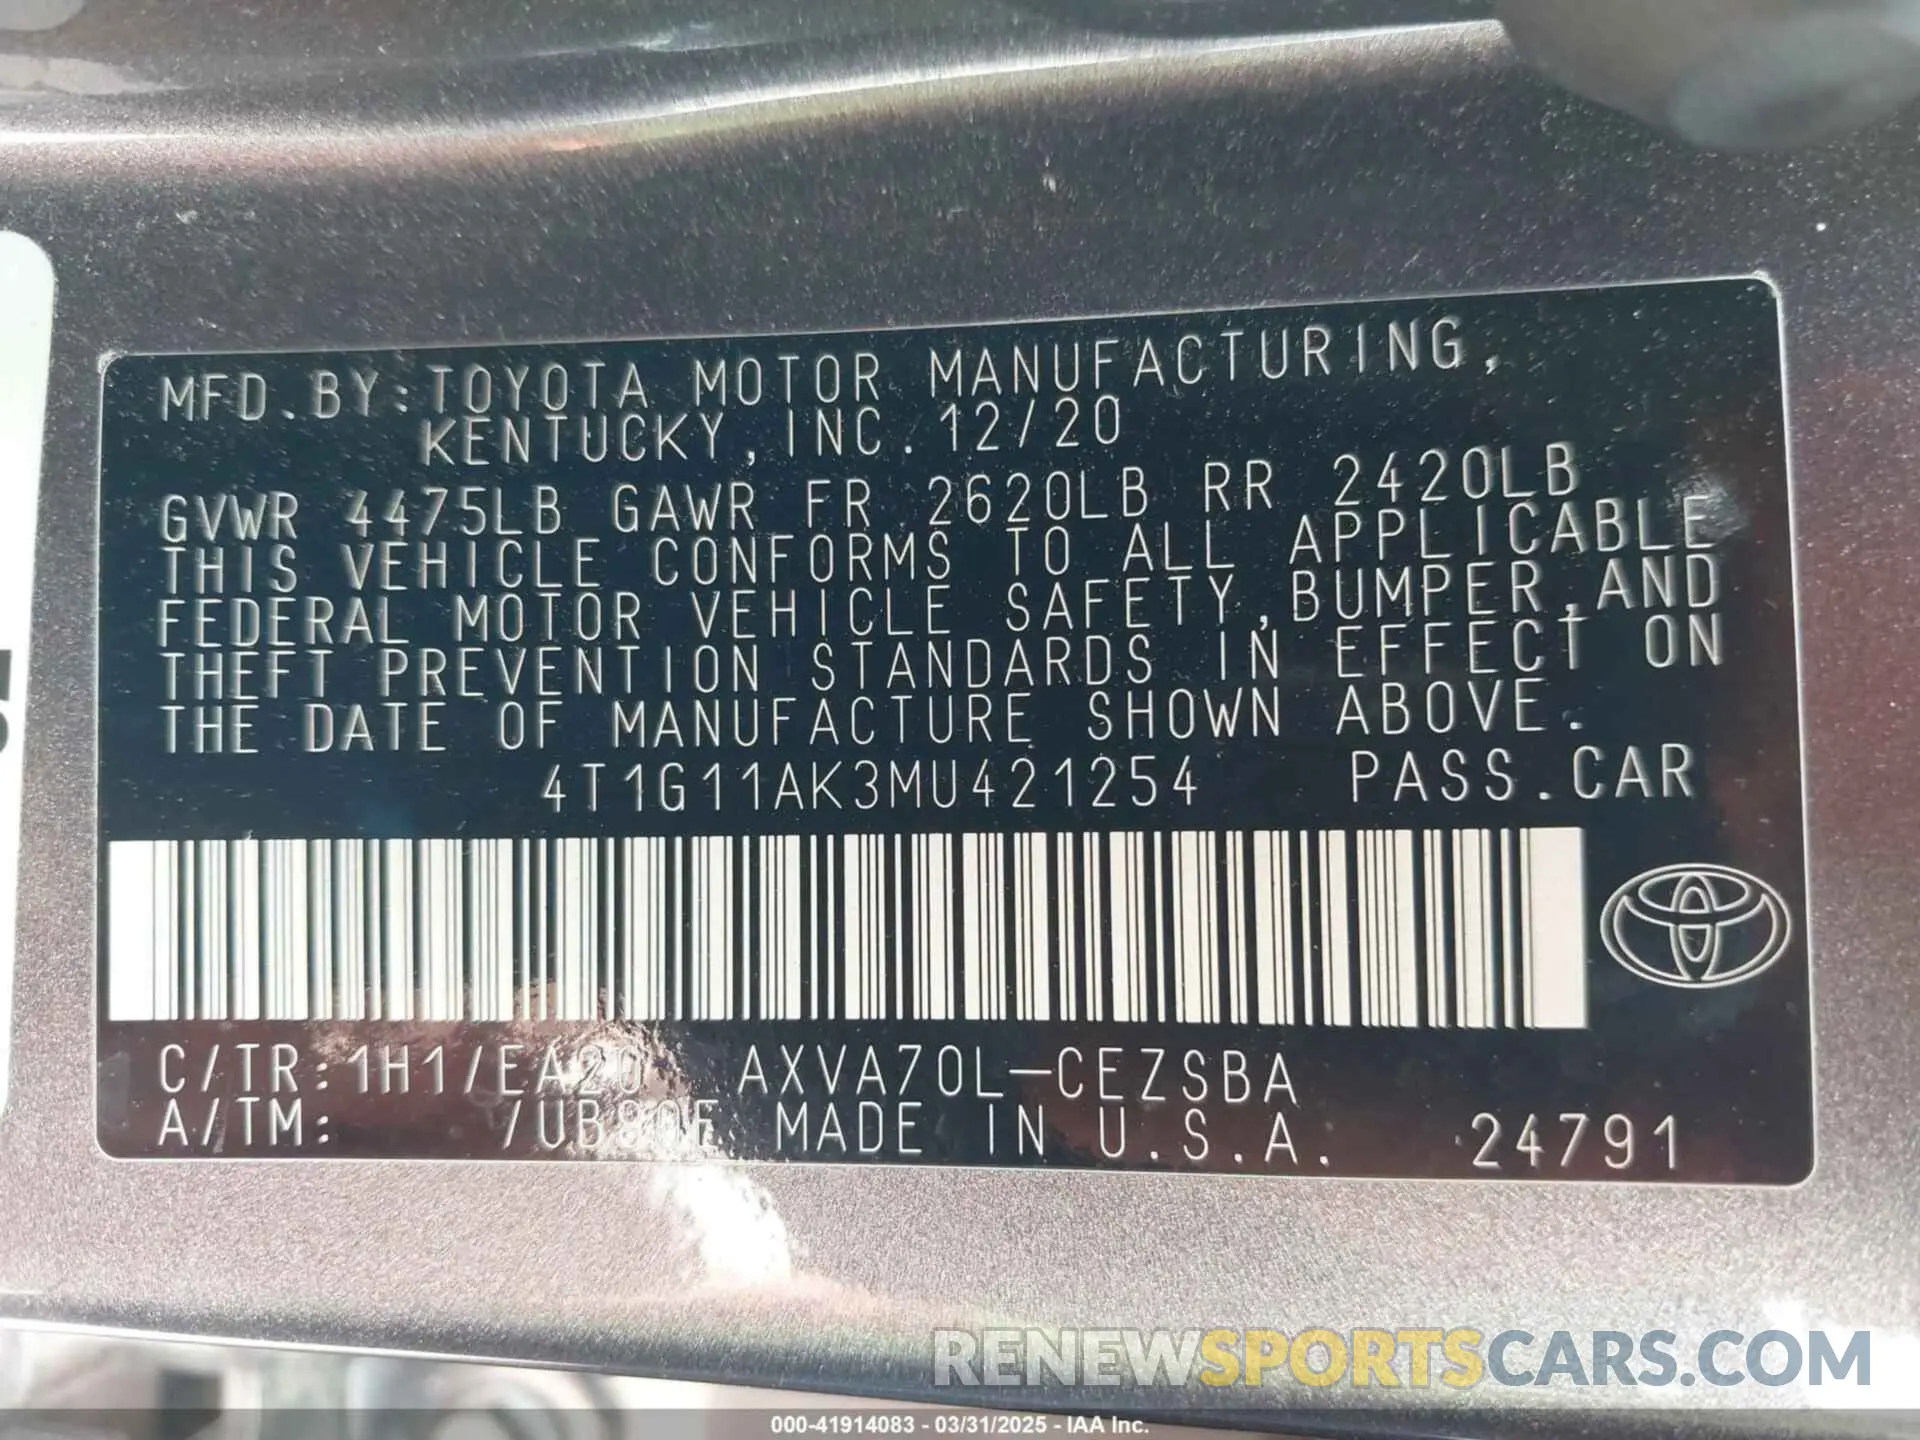 MFD.BY:TOYOTA MOTOR MANUFACTURING,
KENTUCKY,INC.12/20
GVWR 4475LB GAWR FR 2620LB RR 2420LB
THIS VEHICLE CONFORMS TO ALL APPLICABLE
FEDERAL MOTOR VEHICLE SAFETY,BUMPER,AND
THEFT PREVENTION STANDARDS IN EFFECT ON
THE DATE OF MANUFACTURE SHOWN ABOVE.
4T1G11AK3MU421254 PASS.CAR
C/TR:1H1/EA20 AXVA70L-CEZSBA
A/TM: /UB80F MADE IN U.S.A. 24791
RENEWSPORTSCARS.COM
000-41914083 - 03/31/2025 - IAA Inc.